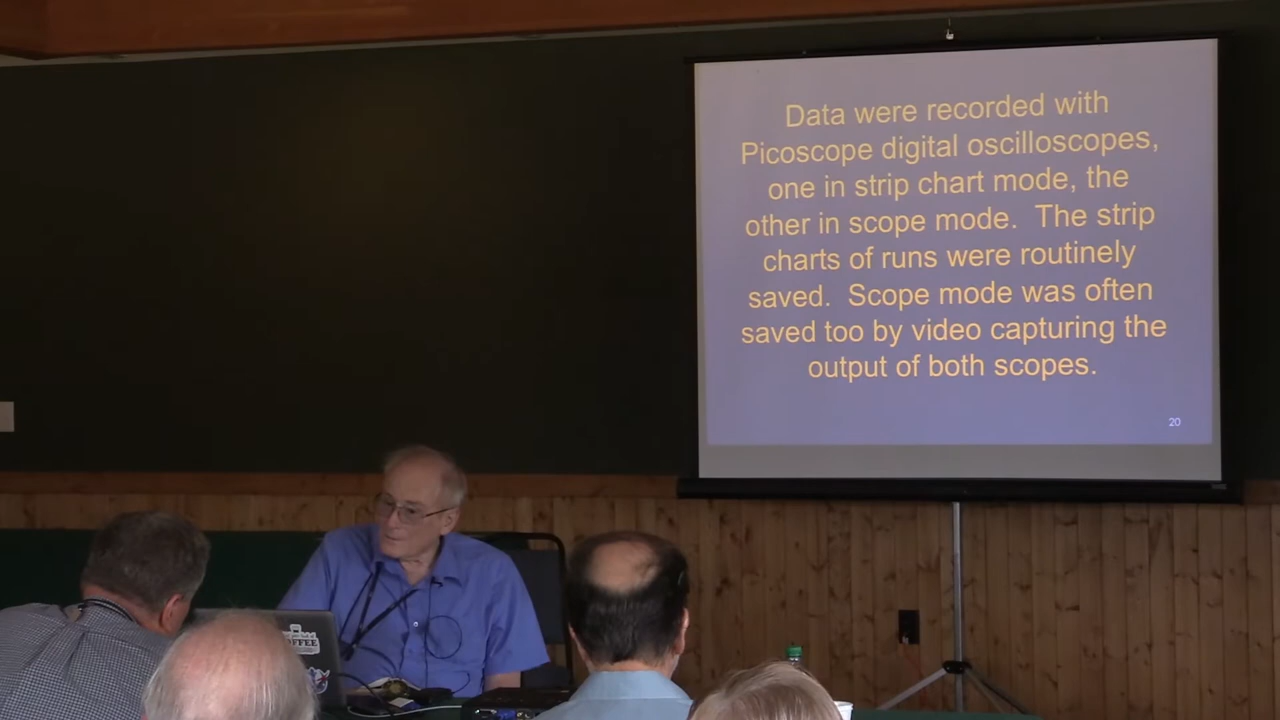 Data were recorded with
Picoscope digital oscilloscopes,
one in strip chart mode, the
other in scope mode.  The strip
charts of runs were routinely
saved.  Scope mode was often
saved too by video capturing the
output of both scopes.
20